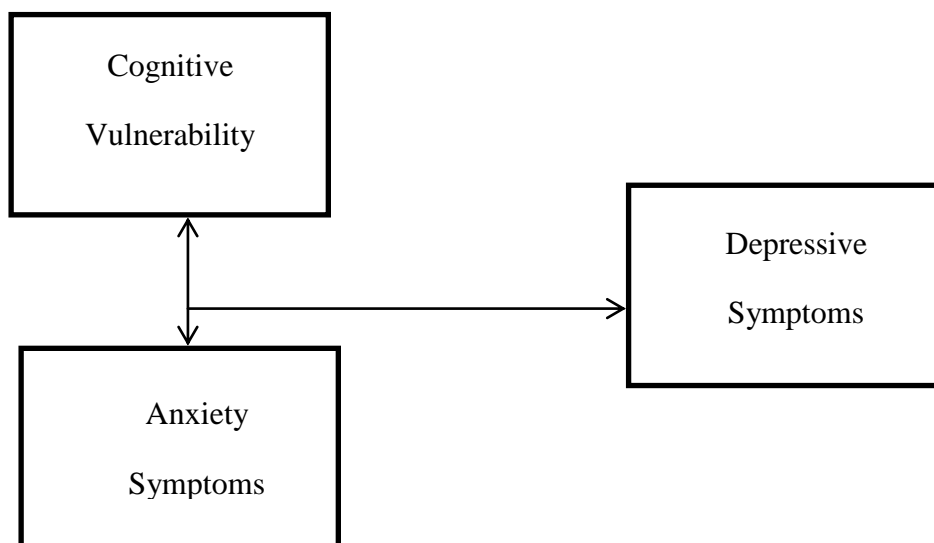 Cognitive
Vulnerability
Depressive
Symptoms
Anxiety
Symptoms